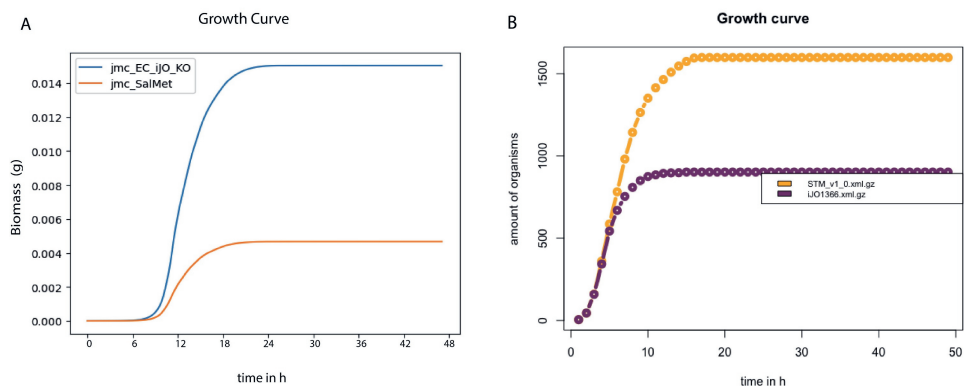 A
Growth Curve
jmc_EC_iJO_KO
jmc_SalMet
0.014
0.012
0.010
0.008
0.006
0.004
0.002
0.000
Biomass (g)
0 6 12 18 24 30 36 42 48
time in h
B
Growth curve
1500
1000
500
0
amount of organisms
STM_v1_0.xml.gz
iJO1366.xml.gz
0 10 20 30 40 50
time in h